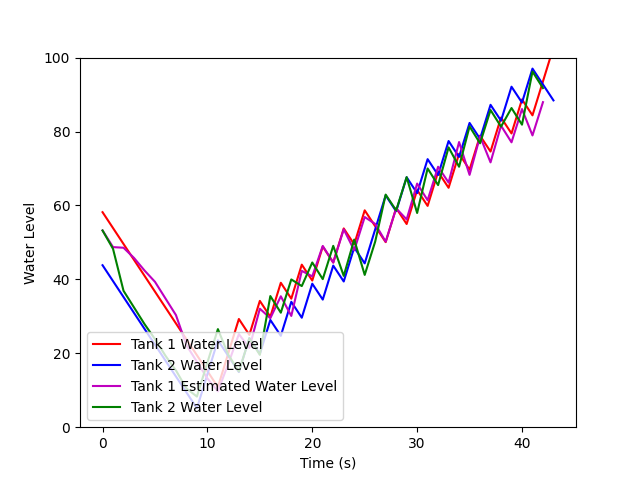 100
80
60
40
20
0
Water Level
Tank 1 Water Level
Tank 2 Water Level
Tank 1 Estimated Water Level
Tank 2 Water Level
0 10 20 30 40
Time (s)